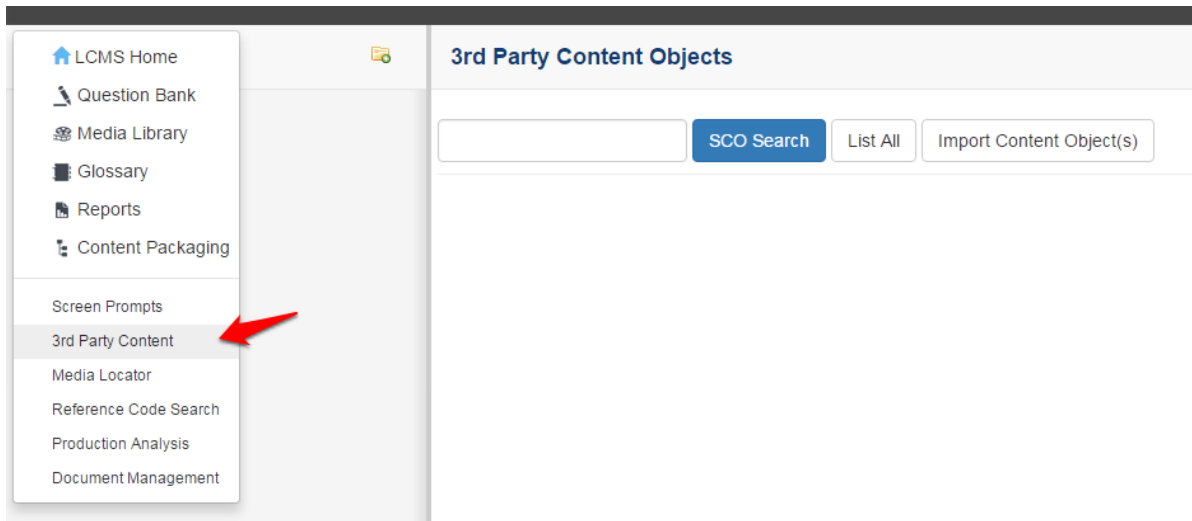 LCMS Home
Question Bank
Media Library
Glossary
Reports
Content Packaging
Screen Prompts
3rd Party Content
Media Locator
Reference Code Search
Production Analysis
Document Management
3rd Party Content Objects
SCO Search
List All
Import Content Object(s)